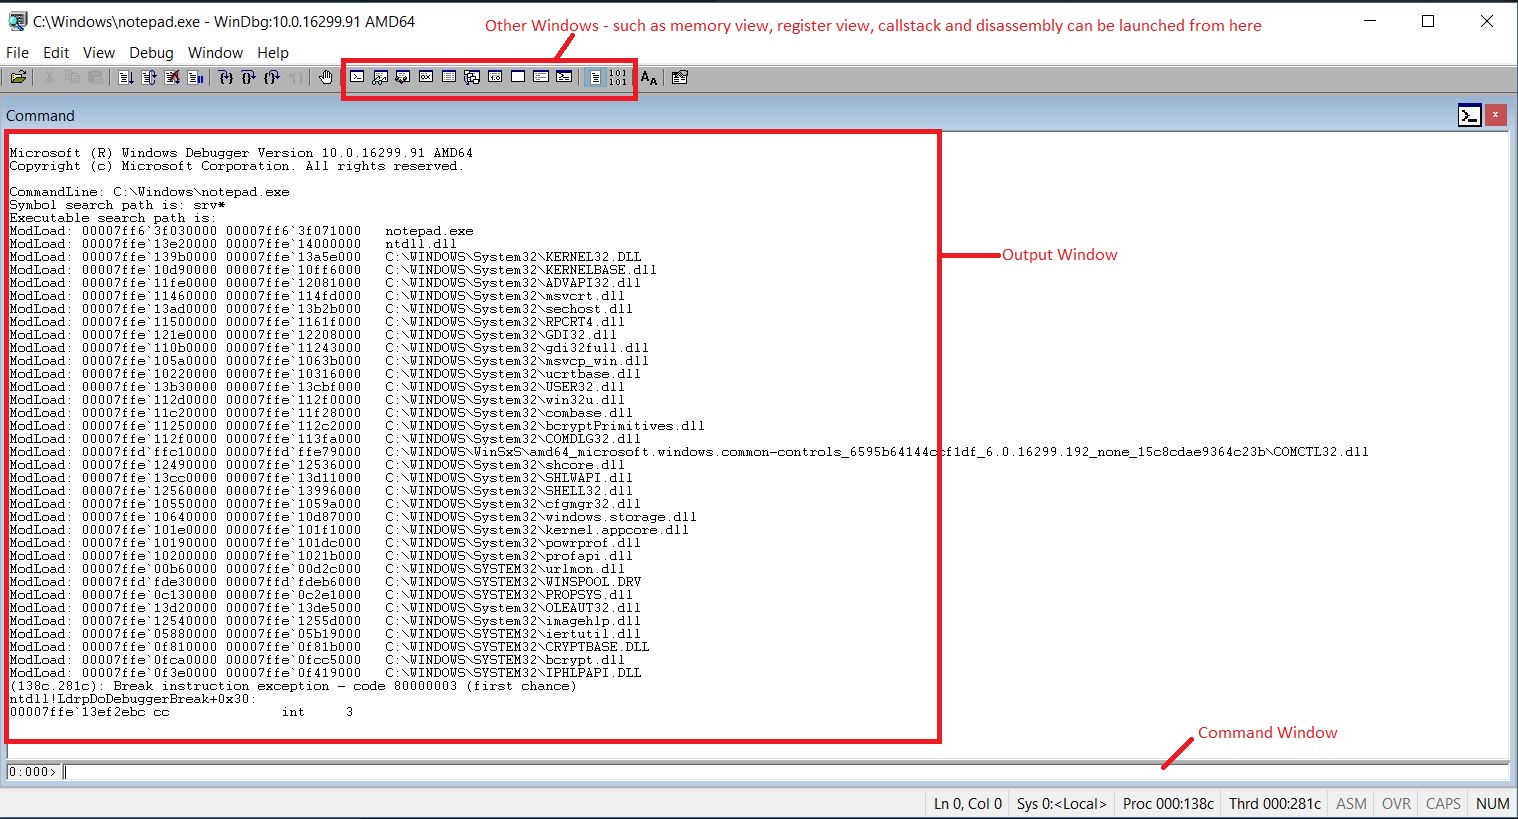 C:\Windows\notepad.exe - WinDbg:10.0.16299.91 AMD64
Other Windows - such as memory view, register view, callstack and disassembly can be launched from here
File Edit View Debug Window Help
Command
Microsoft (R) Windows Debugger Version 10.0.16299.91 AMD64
Copyright (c) Microsoft Corporation. All rights reserved.
CommandLine: C:\Windows\notepad.exe
Symbol search path is: srv*
Executable search path is:
ModLoad: 00007ff6`3f030000 00007ff6`3f071000   notepad.exe
ModLoad: 00007ffe`13e20000 00007ffe`14000000   ntdll.dll
ModLoad: 00007ffe`139b0000 00007ffe`13a5e000   C:\WINDOWS\System32\KERNEL32.DLL
ModLoad: 00007ffe`10d90000 00007ffe`10ff6000   C:\WINDOWS\System32\KERNELBASE.dll
ModLoad: 00007ffe`11fe0000 00007ffe`12081000   C:\WINDOWS\System32\ADVAPI32.dll
ModLoad: 00007ffe`11460000 00007ffe`114fd000   C:\WINDOWS\System32\msvcrt.dll
ModLoad: 00007ffe`13ad0000 00007ffe`13b2b000   C:\WINDOWS\System32\sechost.dll
ModLoad: 00007ffe`11500000 00007ffe`1161f000   C:\WINDOWS\System32\RPCRT4.dll
ModLoad: 00007ffe`121e0000 00007ffe`12208000   C:\WINDOWS\System32\GDI32.dll
ModLoad: 00007ffe`110b0000 00007ffe`11243000   C:\WINDOWS\System32\gdi32full.dll
ModLoad: 00007ffe`105a0000 00007ffe`1063b000   C:\WINDOWS\System32\msvcp_win.dll
ModLoad: 00007ffe`10220000 00007ffe`10316000   C:\WINDOWS\System32\ucrtbase.dll
ModLoad: 00007ffe`13b30000 00007ffe`13cbf000   C:\WINDOWS\System32\USER32.dll
ModLoad: 00007ffe`112d0000 00007ffe`112f0000   C:\WINDOWS\System32\win32u.dll
ModLoad: 00007ffe`11c20000 00007ffe`11f28000   C:\WINDOWS\System32\combase.dll
ModLoad: 00007ffe`11250000 00007ffe`112c2000   C:\WINDOWS\System32\bcryptPrimitives.dll
ModLoad: 00007ffe`112f0000 00007ffe`113fa000   C:\WINDOWS\System32\COMDLG32.dll
ModLoad: 00007ffd`ffc10000 00007ffd`ffe79000   C:\WINDOWS\WinSxS\amd64_microsoft.windows.common-controls_6595b64144ccf1df_6.0.16299.192_none_15c8cdae9364c23b\COMCTL32.dll
ModLoad: 00007ffe`12490000 00007ffe`12536000   C:\WINDOWS\System32\shcore.dll
ModLoad: 00007ffe`13cc0000 00007ffe`13d11000   C:\WINDOWS\System32\SHLWAPI.dll
ModLoad: 00007ffe`12560000 00007ffe`13996000   C:\WINDOWS\System32\SHELL32.dll
ModLoad: 00007ffe`10550000 00007ffe`1059a000   C:\WINDOWS\System32\cfgmgr32.dll
ModLoad: 00007ffe`10640000 00007ffe`10d87000   C:\WINDOWS\System32\windows.storage.dll
ModLoad: 00007ffe`101e0000 00007ffe`101f1000   C:\WINDOWS\System32\kernel.appcore.dll
ModLoad: 00007ffe`10190000 00007ffe`101dc000   C:\WINDOWS\System32\powrprof.dll
ModLoad: 00007ffe`10200000 00007ffe`1021b000   C:\WINDOWS\System32\profapi.dll
ModLoad: 00007ffe`00b60000 00007ffe`00d2c000   C:\WINDOWS\SYSTEM32\urlmon.dll
ModLoad: 00007ffd`fde30000 00007ffd`fdeb6000   C:\WINDOWS\SYSTEM32\WINSPOOL.DRV
ModLoad: 00007ffe`0c130000 00007ffe`0c2e1000   C:\WINDOWS\SYSTEM32\PROPSYS.dll
ModLoad: 00007ffe`13d20000 00007ffe`13de5000   C:\WINDOWS\System32\OLEAUT32.dll
ModLoad: 00007ffe`12540000 00007ffe`1255d000   C:\WINDOWS\System32\imagehlp.dll
ModLoad: 00007ffe`05880000 00007ffe`05b19000   C:\WINDOWS\SYSTEM32\iertutil.dll
ModLoad: 00007ffe`0f810000 00007ffe`0f81b000   C:\WINDOWS\SYSTEM32\CRYPTBASE.DLL
ModLoad: 00007ffe`0fca0000 00007ffe`0fcc5000   C:\WINDOWS\SYSTEM32\bcrypt.dll
ModLoad: 00007ffe`0f3e0000 00007ffe`0f419000   C:\WINDOWS\SYSTEM32\IPHLPAPI.DLL
(138c.281c): Break instruction exception - code 80000003 (first chance)
ntdll!LdrpDoDebuggerBreak+0x30:
00007ffe`13ef2ebc cc              int     3
Output Window
Command Window
0:000>
Ln 0, Col 0 Sys 0:<Local> Proc 000:138c Thrd 000:281c ASM OVR CAPS NUM